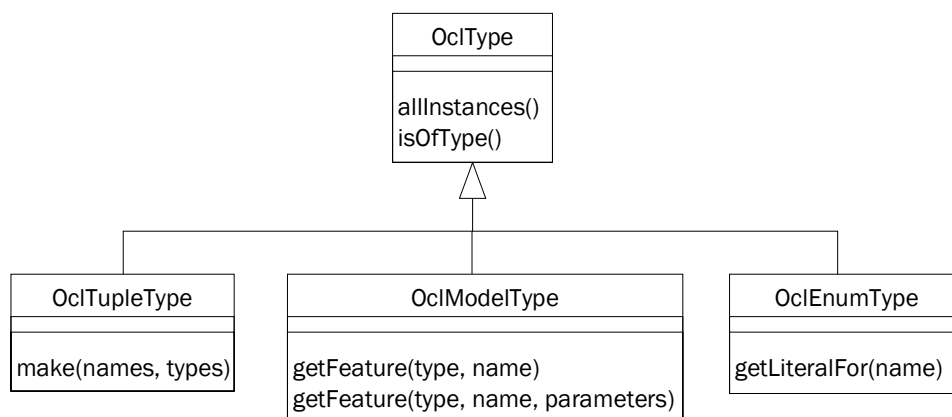 OclType
allInstances()
isOfType()
OclTupleType
make(names, types)
OclModelType
getFeature(type, name)
getFeature(type, name, parameters)
OclEnumType
getLiteralFor(name)